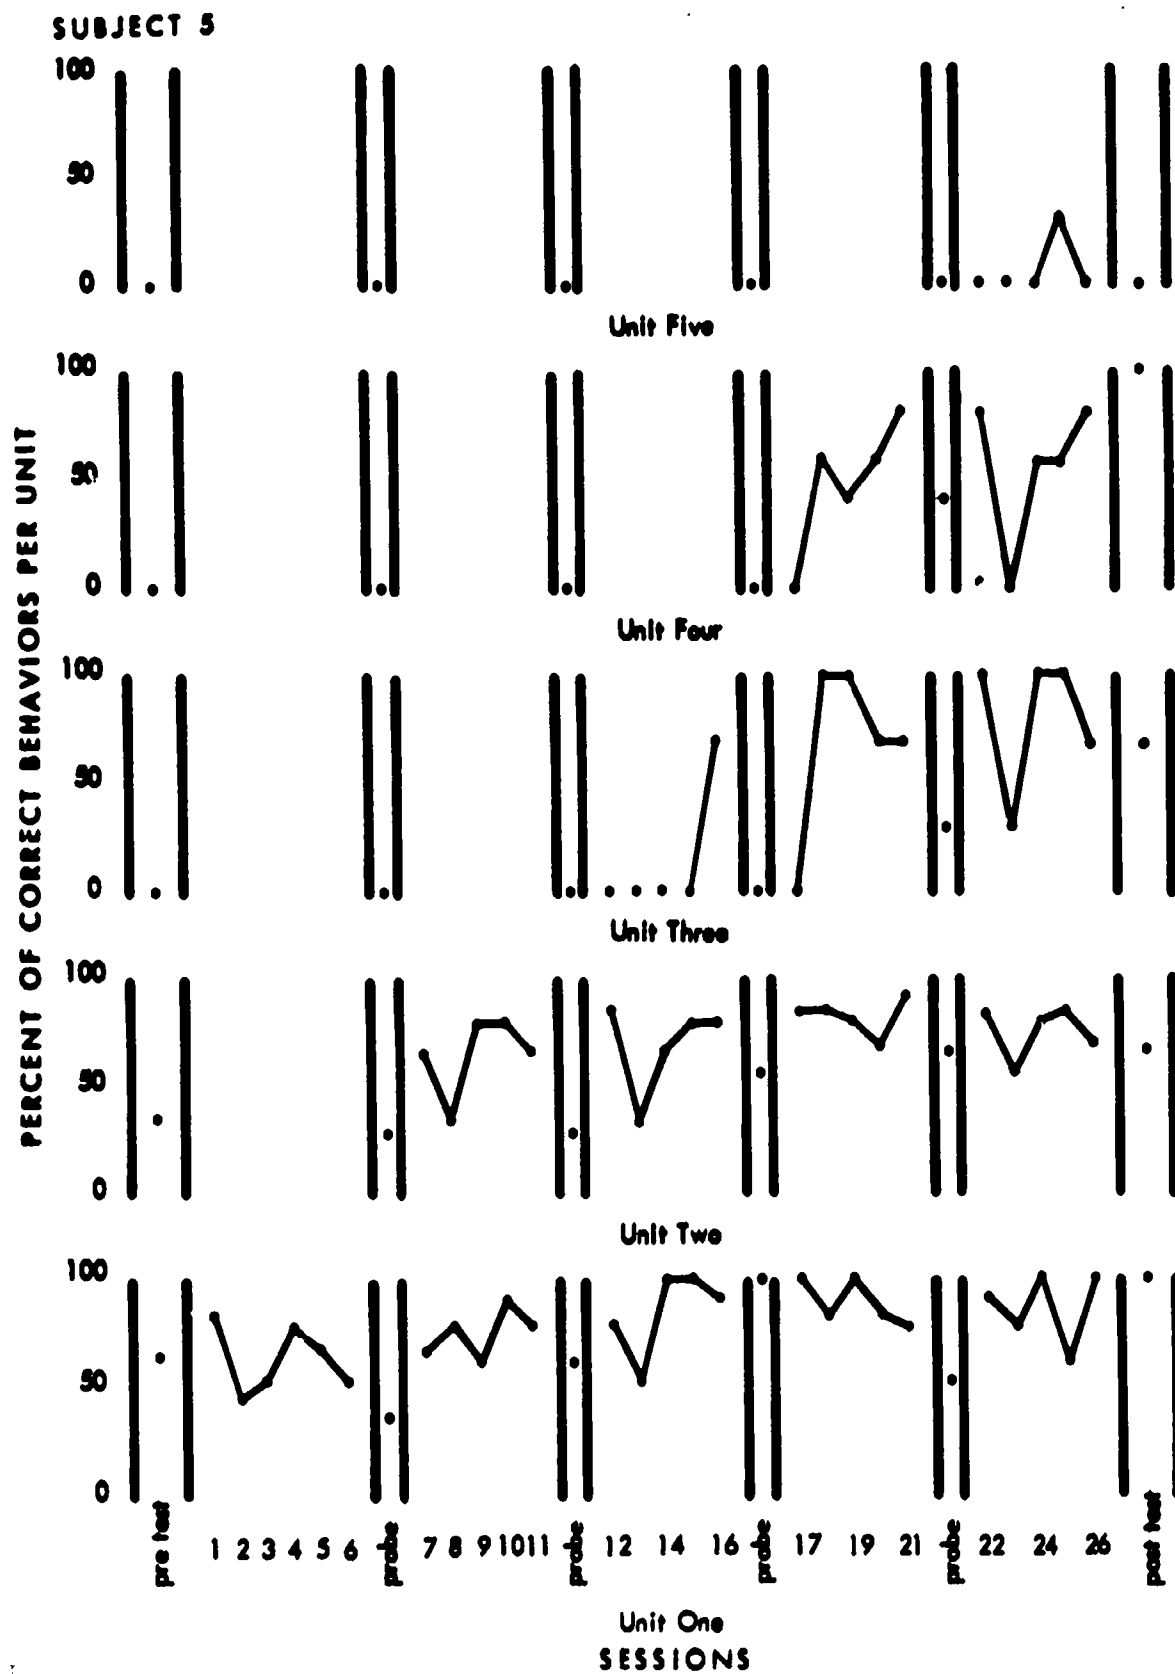 SUBJECT 5
100
50
0
Unit Five
100
50
0
Unit Four
100
50
0
Unit Three
100
50
0
Unit Two
100
50
0
PERCENT OF CORRECT BEHAVIORS PER UNIT
pre test 1 2 3 4 5 6 probe 7 8 9 10 11 probe 12 14 16 probe 17 19 21 probe 22 24 26 post test
Unit One
SESSIONS